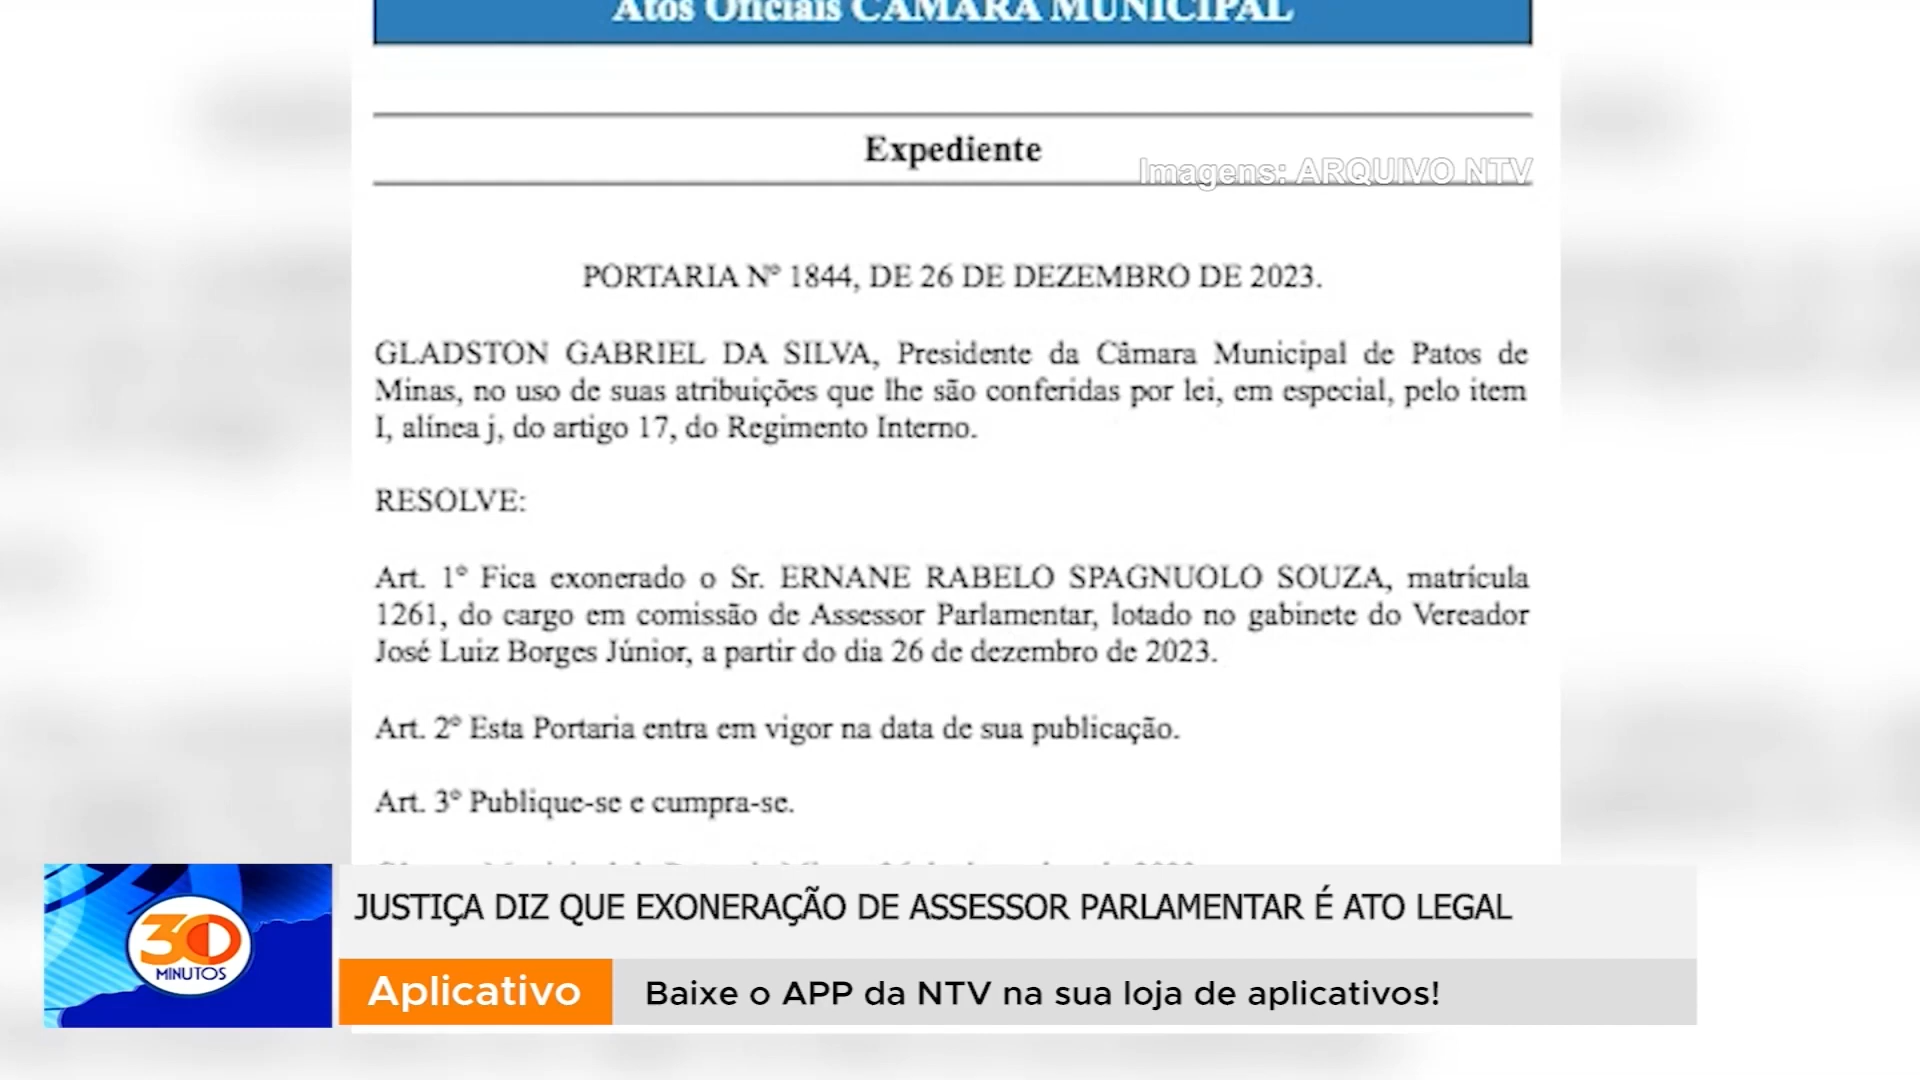 Atos Oficiais CÂMARA MUNICIPAL
Expediente
Imagens: ARQUIVO NTV
PORTARIA Nº 1844, DE 26 DE DEZEMBRO DE 2023.
GLADSTON GABRIEL DA SILVA, Presidente da Câmara Municipal de Patos de
Minas, no uso de suas atribuições que lhe são conferidas por lei, em especial, pelo item
I, alínea j, do artigo 17, do Regimento Interno.
RESOLVE:
Art. 1º Fica exonerado o Sr. ERNANE RABELO SPAGNUOLO SOUZA, matrícula
1261, do cargo em comissão de Assessor Parlamentar, lotado no gabinete do Vereador
José Luiz Borges Júnior, a partir do dia 26 de dezembro de 2023.
Art. 2º Esta Portaria entra em vigor na data de sua publicação.
Art. 3º Publique-se e cumpra-se.
30
MINUTOS
JUSTIÇA DIZ QUE EXONERAÇÃO DE ASSESSOR PARLAMENTAR É ATO LEGAL
Aplicativo
Baixe o APP da NTV na sua loja de aplicativos!